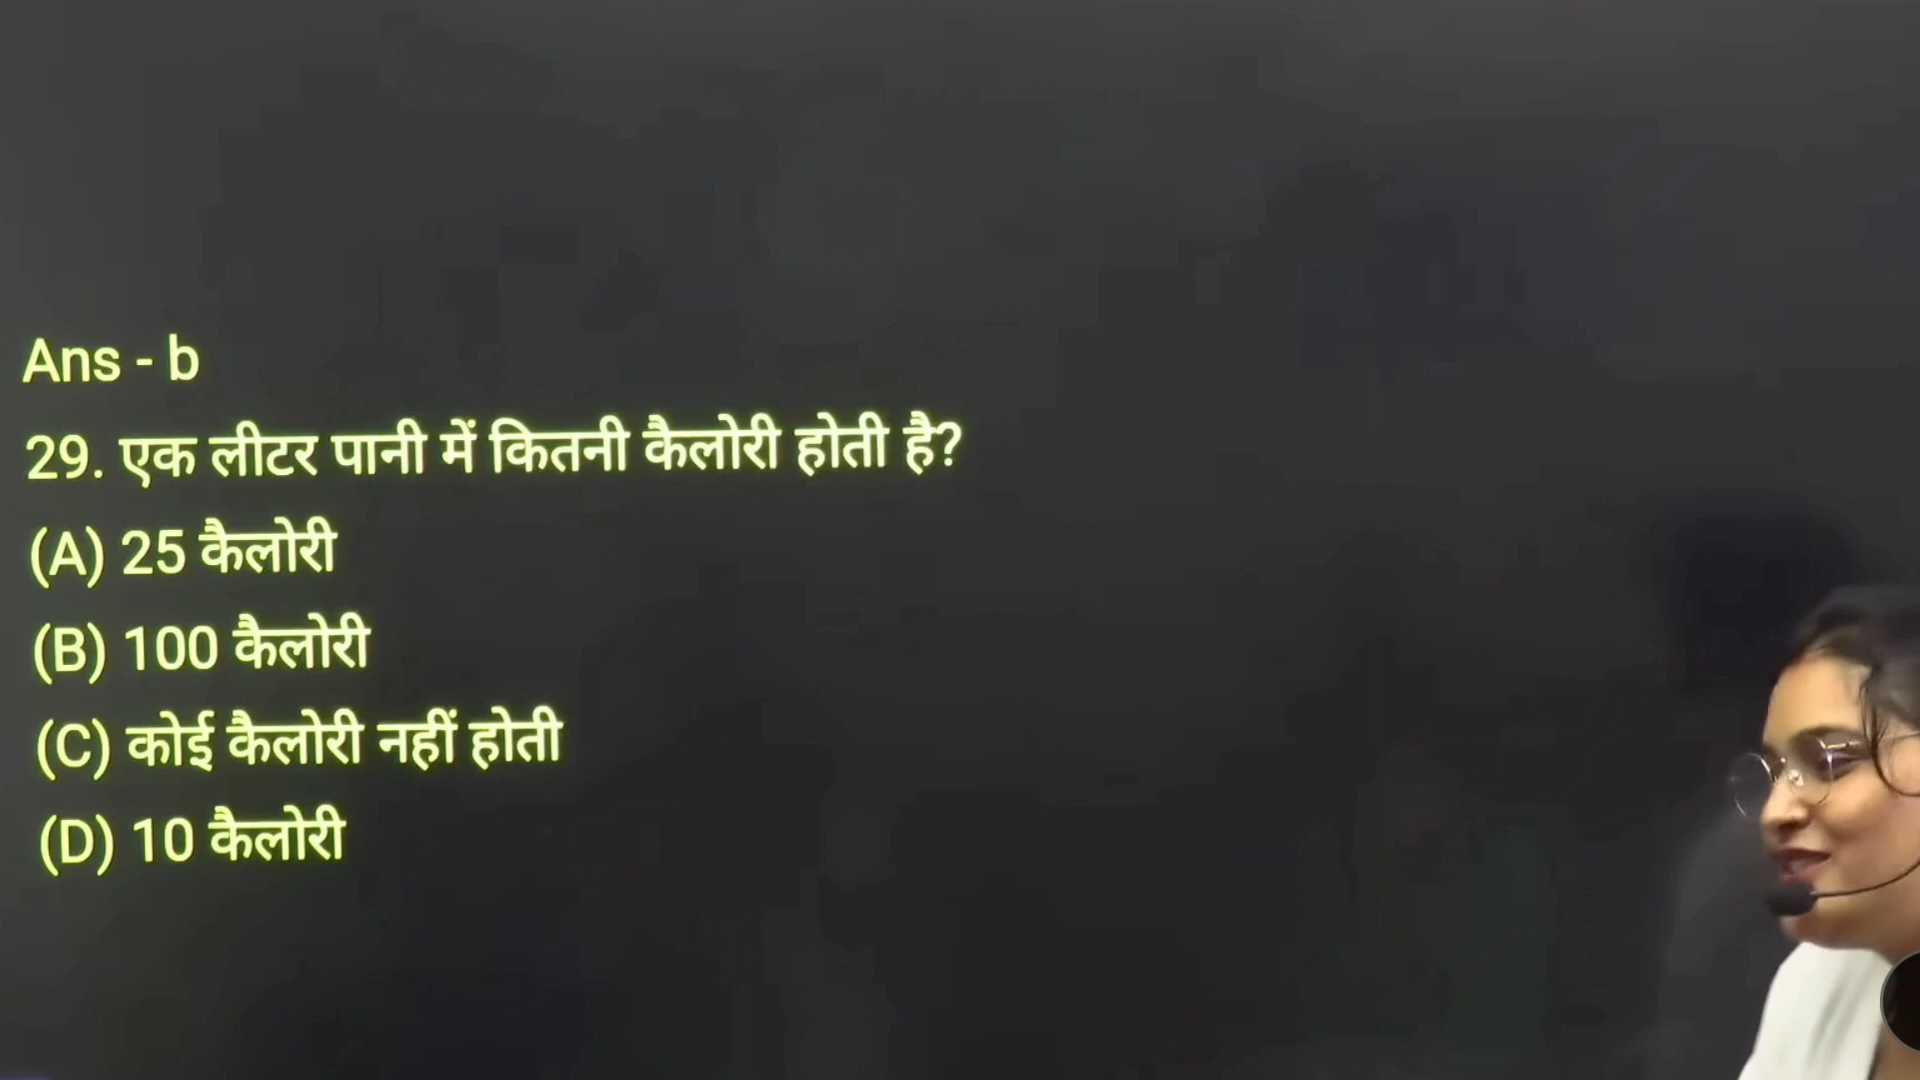 Ans - b
29. एक लीटर पानी में कितनी कैलोरी होती है?
(A) 25 कैलोरी
(B) 100 कैलोरी
(C) कोई कैलोरी नहीं होती
(D) 10 कैलोरी